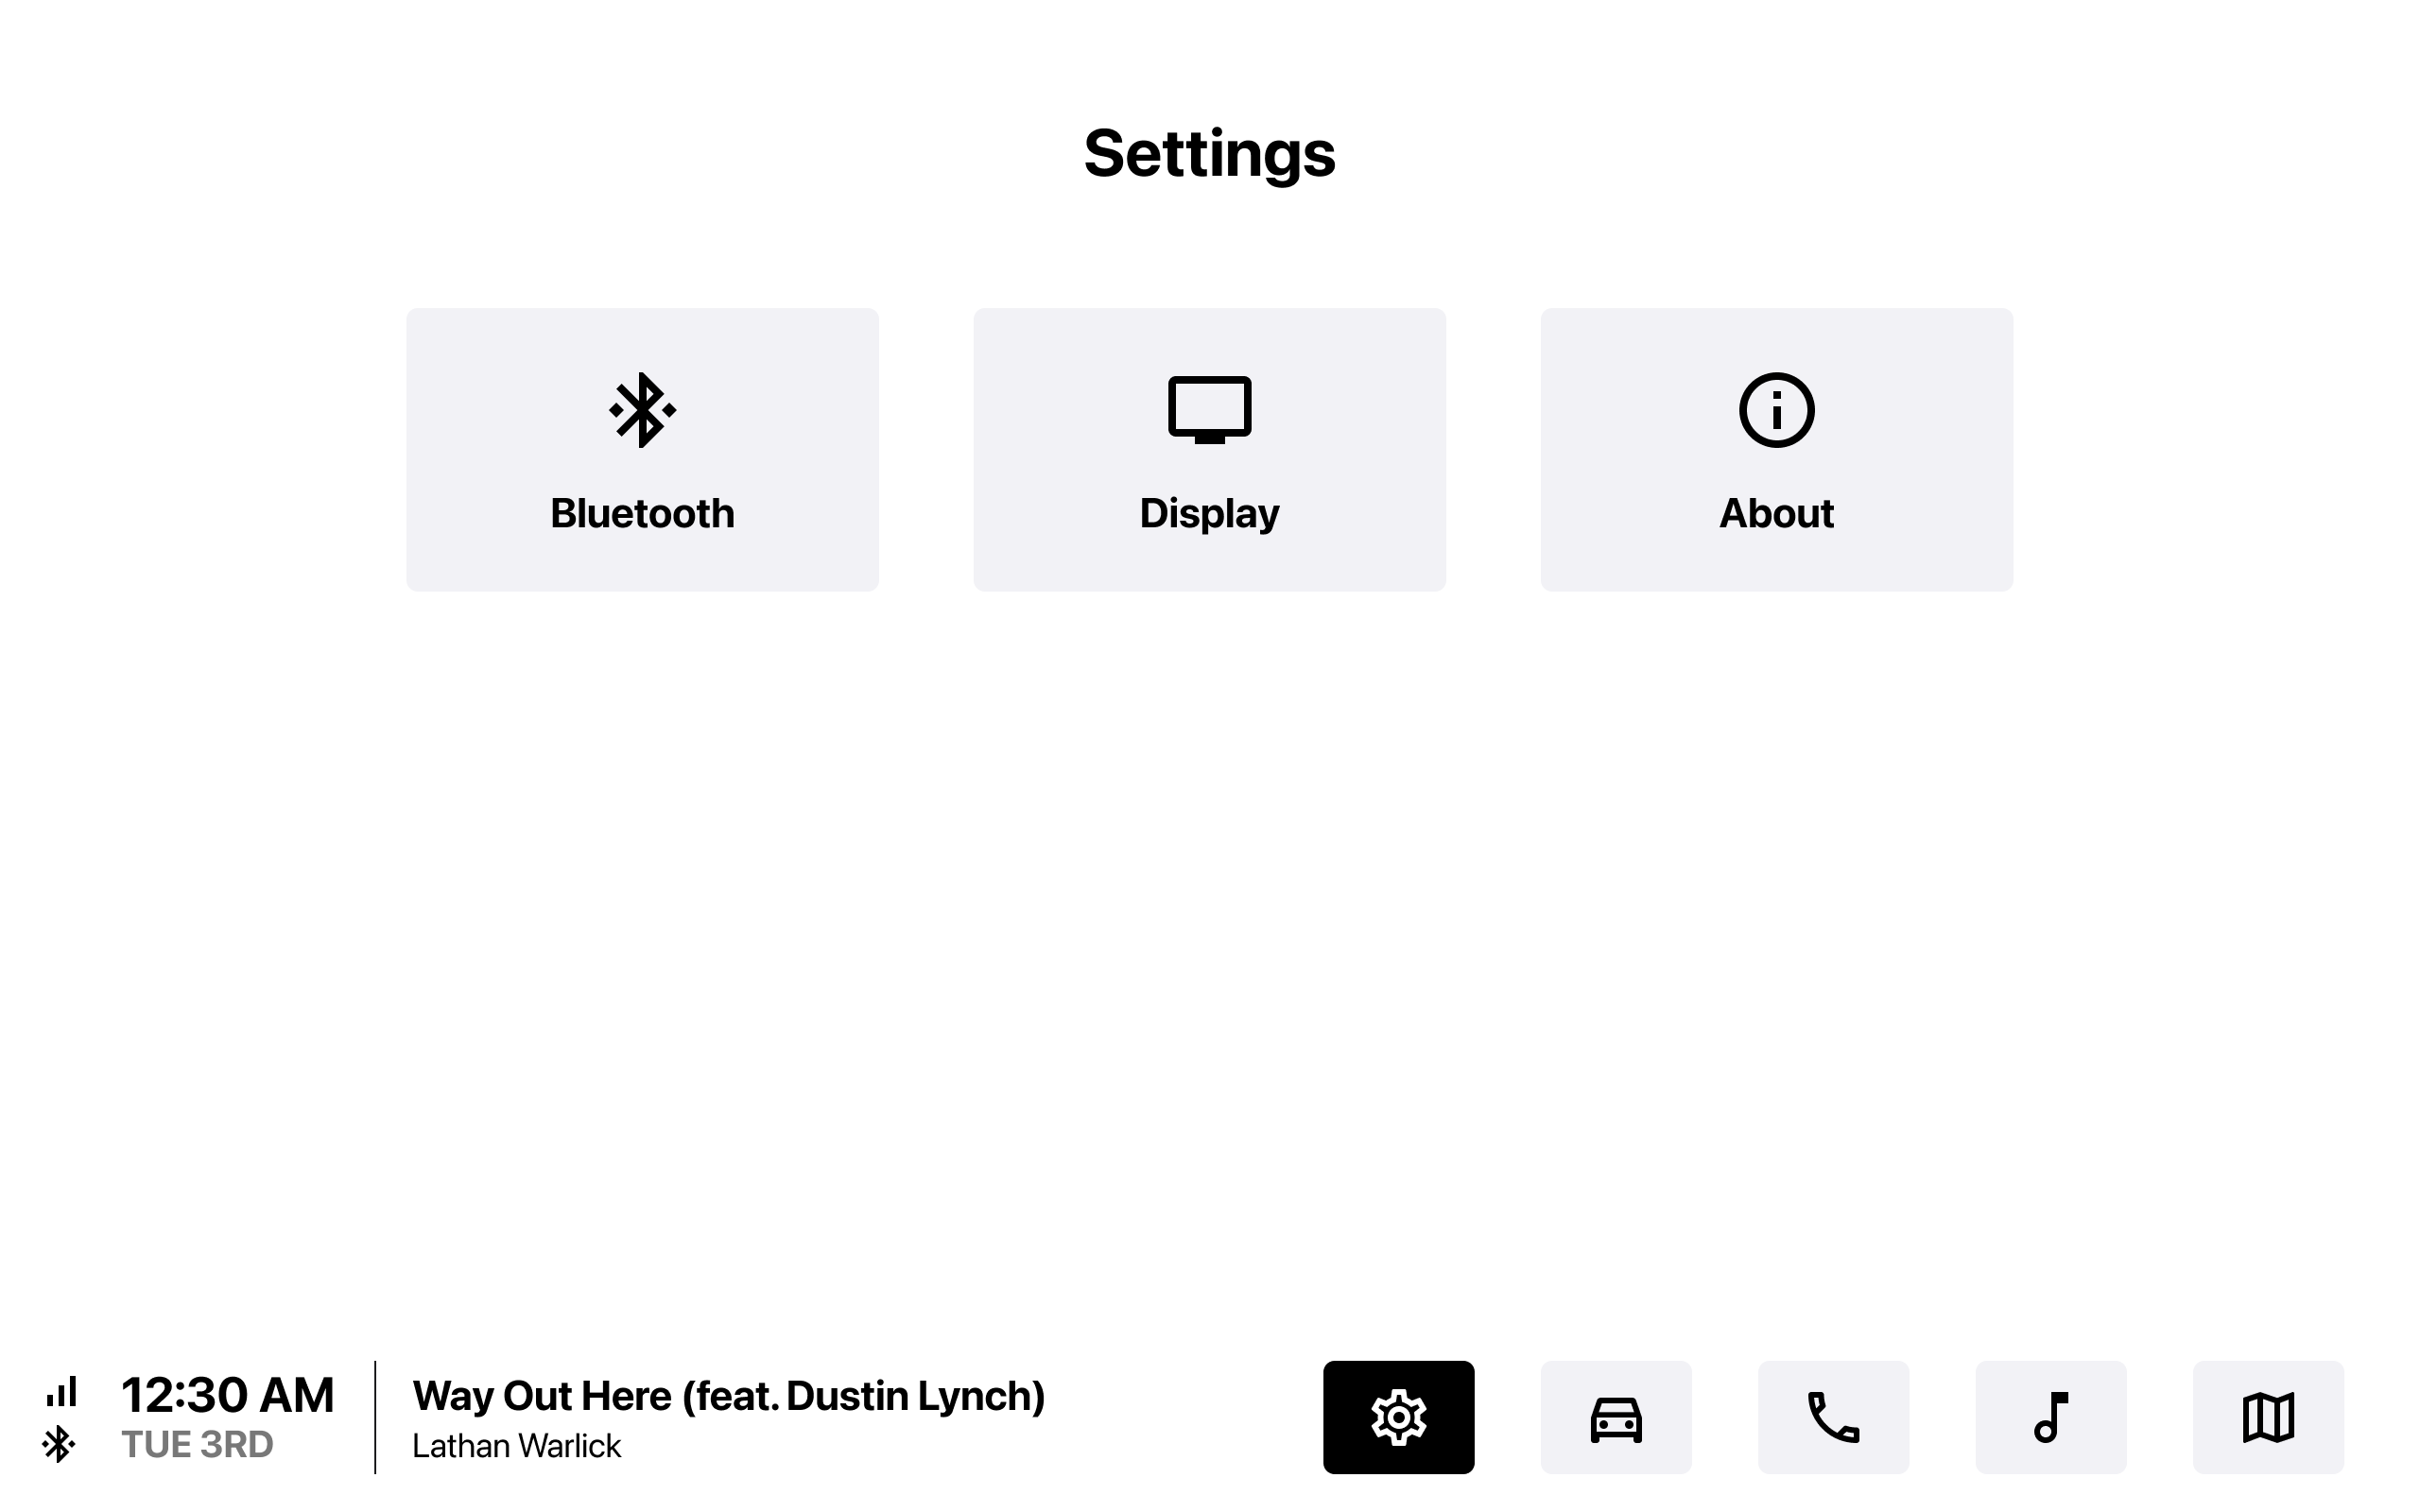 Settings
Bluetooth
Display
About
12:30 AM
TUE 3RD
Way Out Here (feat. Dustin Lynch)
Lathan Warlick